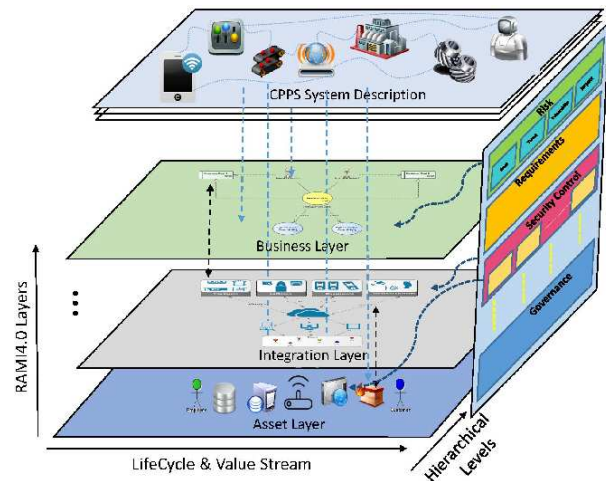 CPPS System Description
Risk
Requirements
Security Control
Governance
Business Layer
Integration Layer
Asset Layer
RAMI4.0 Layers
LifeCycle & Value Stream
Hierarchical
Levels